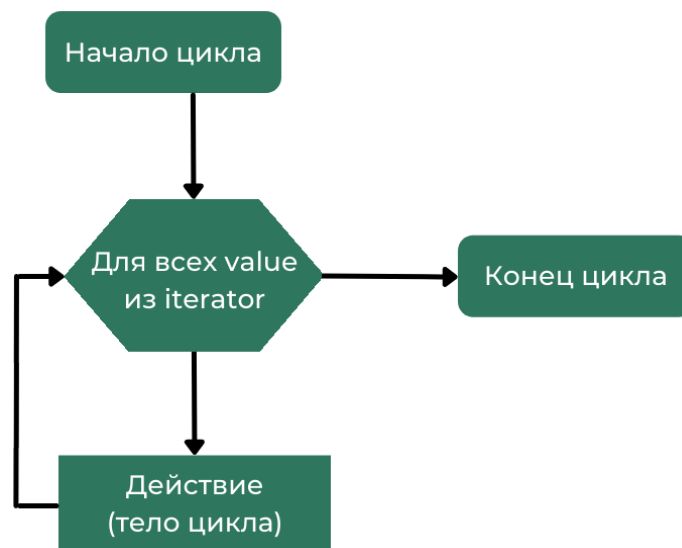 Начало цикла
Для всех value
из iterator
Конец цикла
Действие
(тело цикла)